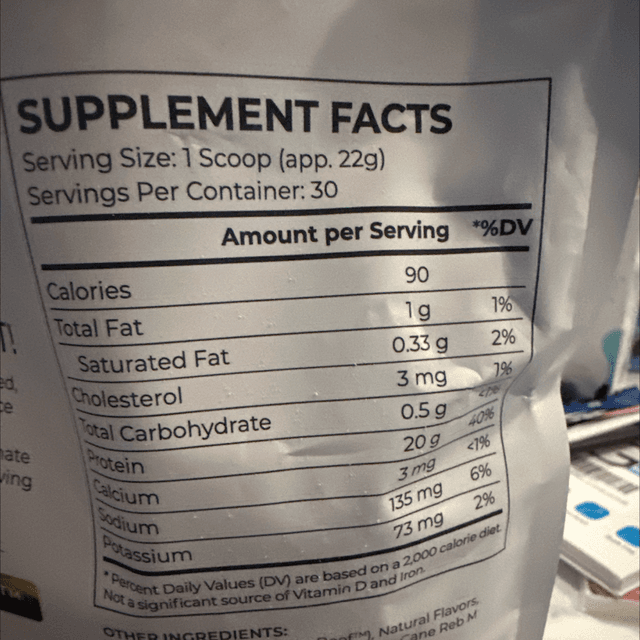 SUPPLEMENT FACTS
Serving Size: 1 Scoop (app. 22g)
Servings Per Container: 30
Amount per Serving *%DV
Calories 90
Total Fat 1g 1%
Saturated Fat 0.33 g 2%
Cholesterol 3 mg 1%
Total Carbohydrate 0.5 g <1%
Protein 20 g 40%
Calcium 3 mg <1%
Sodium 135 mg 6%
Potassium 73 mg 2%
*Percent Daily Values (DV) are based on a 2,000 calorie diet.
Not a significant source of Vitamin D and Iron.
OTHER INGREDIENTS: Natural Flavors,
Reb M